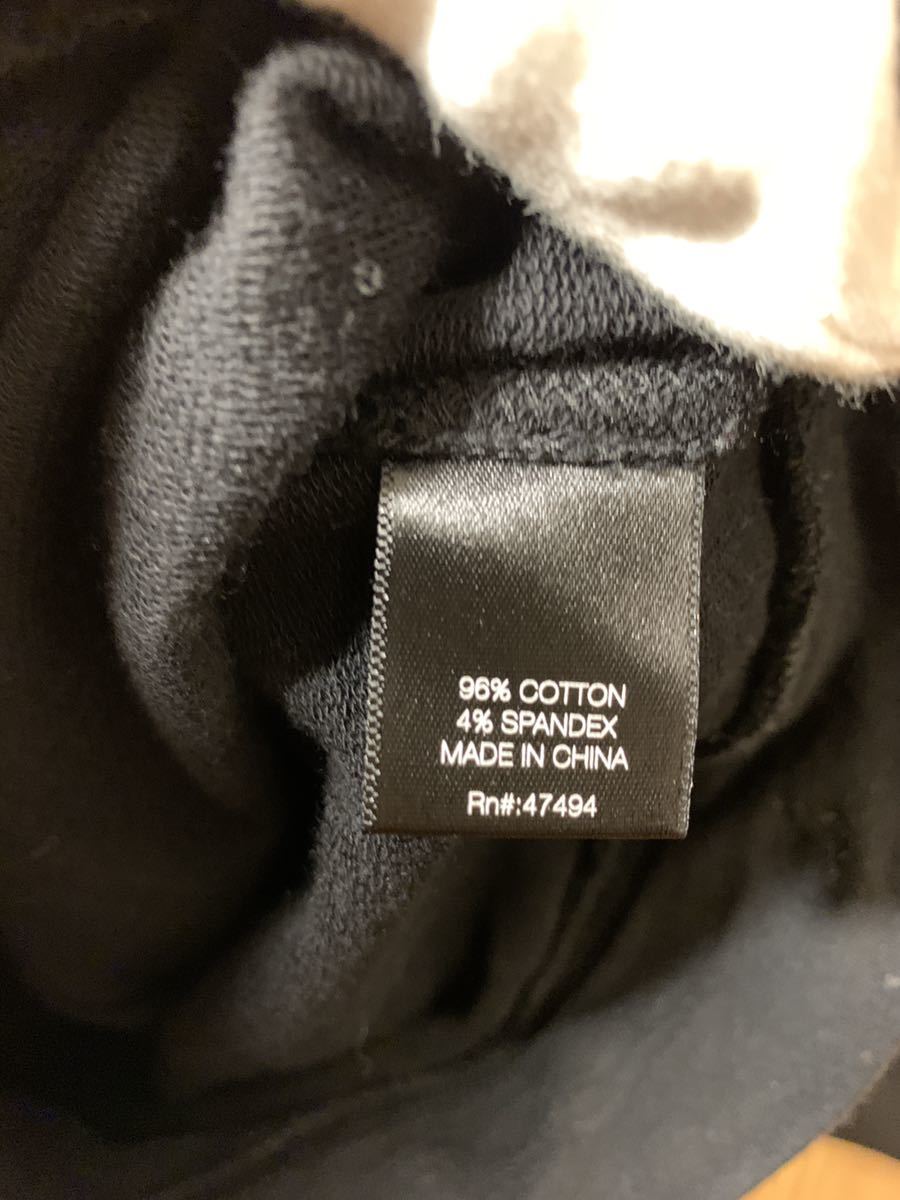 96% COTTON
4% SPANDEX
MADE IN CHINA
Rn#:47494